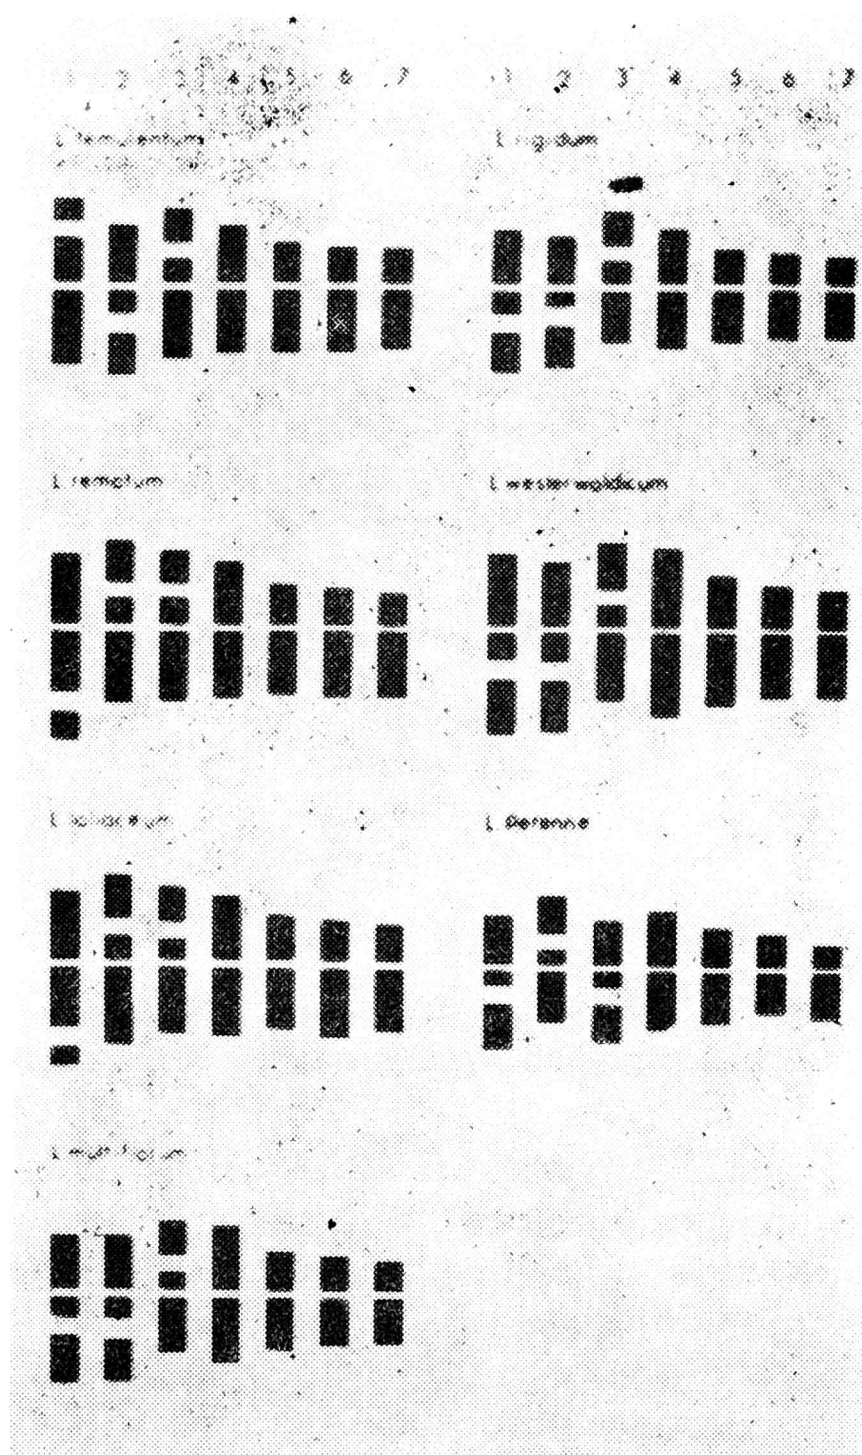 1 2 3 4 5 6 7
1 2 3 4 5 6 7
L temulentum
L rigidum
L remotum
L westerwoldicum
L loliaceum
L Perenne
L multiflorum